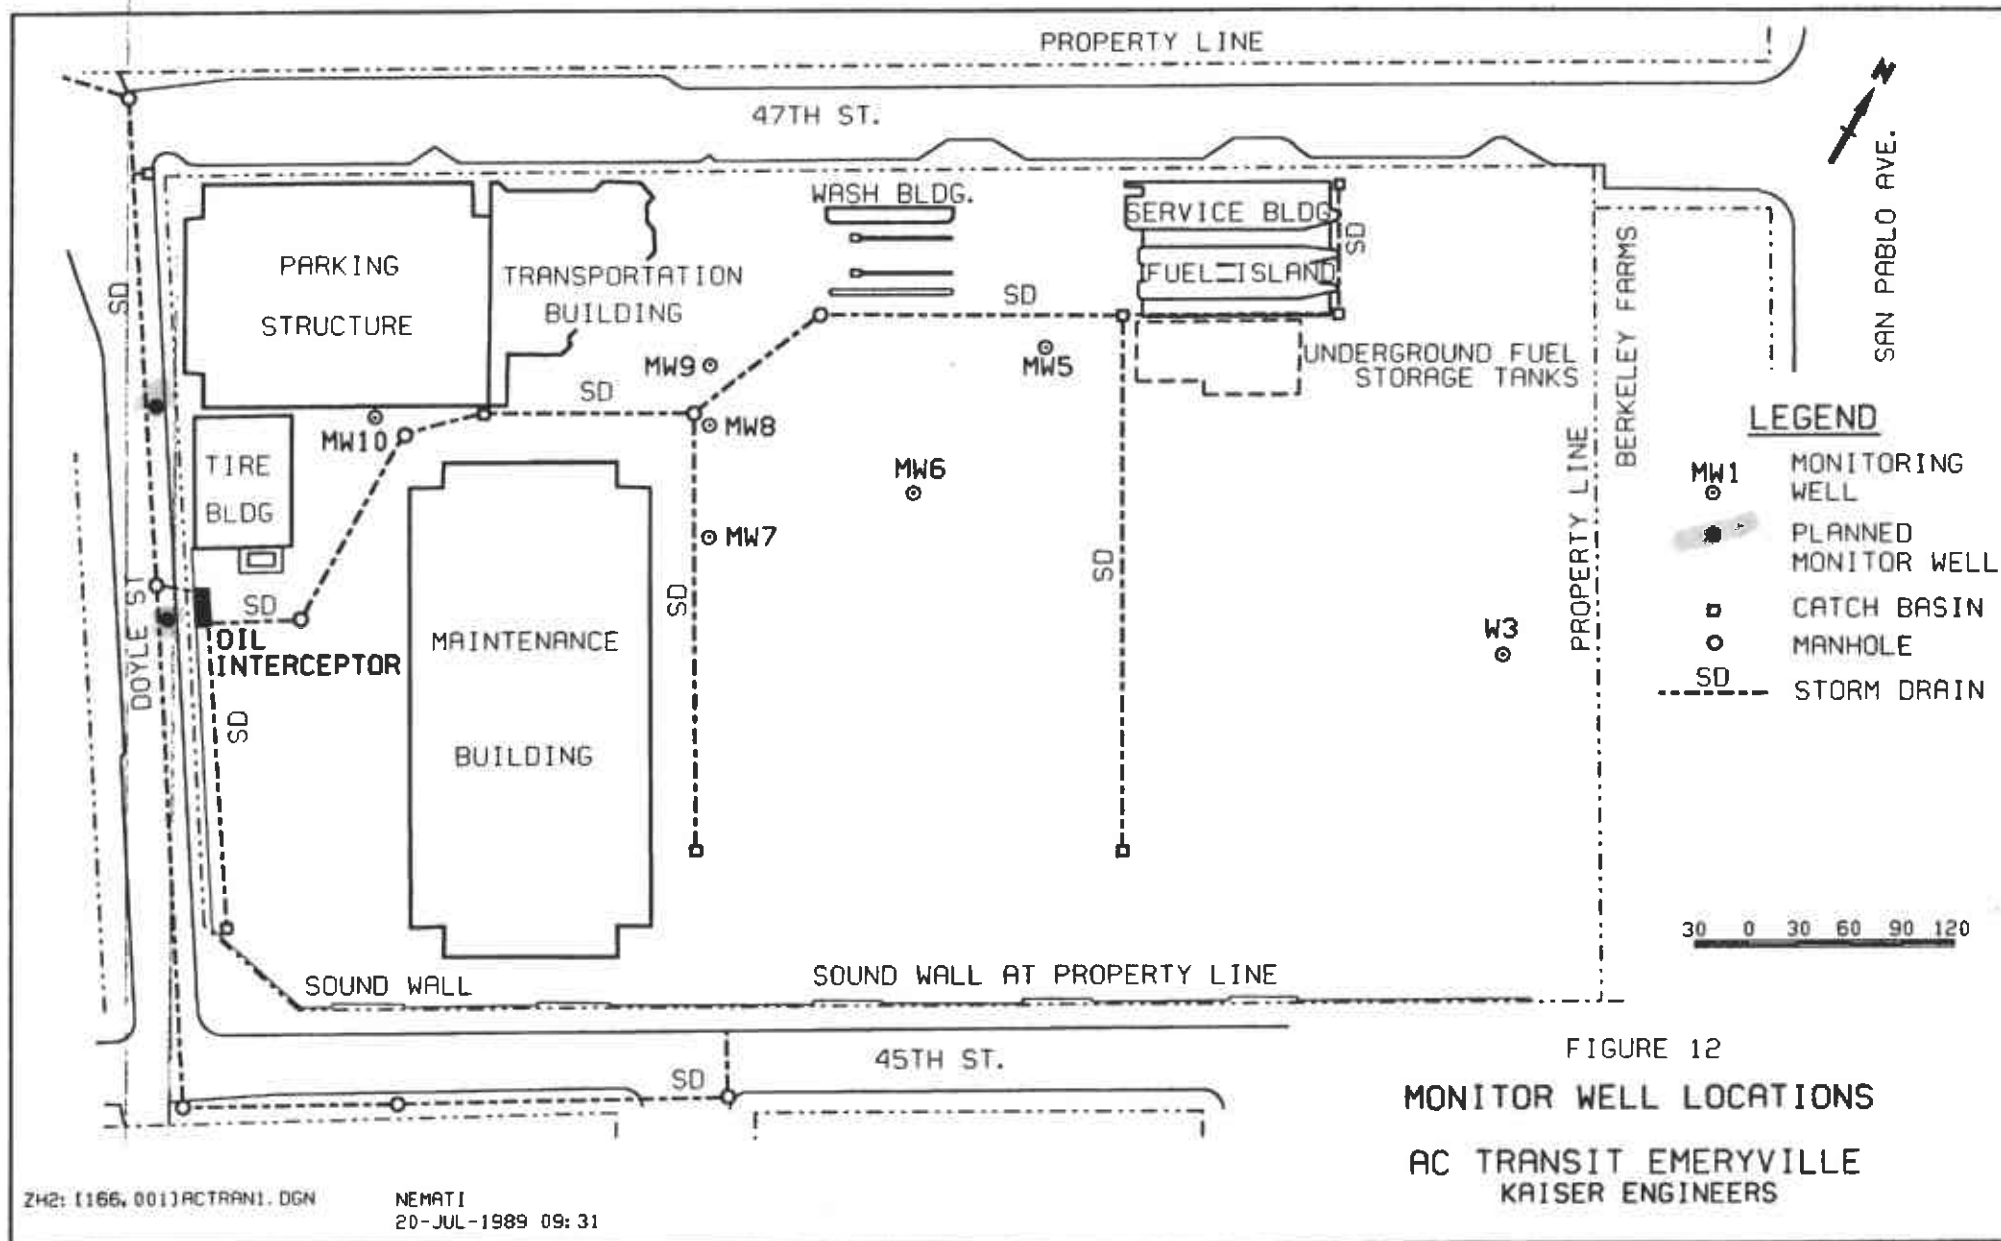 PROPERTY LINE
47TH ST.
N
SAN PABLO AVE.
WASH BLDG.
SERVICE BLDG
SD
PARKING
STRUCTURE
TRANSPORTATION
BUILDING
FUEL ISLAND
SD
SD
BERKELEY FARMS
MW9
MW5
UNDERGROUND FUEL
STORAGE TANKS
SD
MW10
MW8
LEGEND
TIRE
BLDG
MW6
MW1
MONITORING
WELL
MW7
PLANNED
MONITOR WELL
PROPERTY LINE
SD
SD
SD
DOYLE ST
OIL
INTERCEPTOR
MAINTENANCE
BUILDING
W3
CATCH BASIN
MANHOLE
SD
STORM DRAIN
SD
30 0 30 60 90 120
SOUND WALL
SOUND WALL AT PROPERTY LINE
45TH ST.
SD
FIGURE 12
MONITOR WELL LOCATIONS
AC TRANSIT EMERYVILLE
KAISER ENGINEERS
ZH2:[166,001]ACTRAN1.DGN
NEMATI
20-JUL-1989 09:31